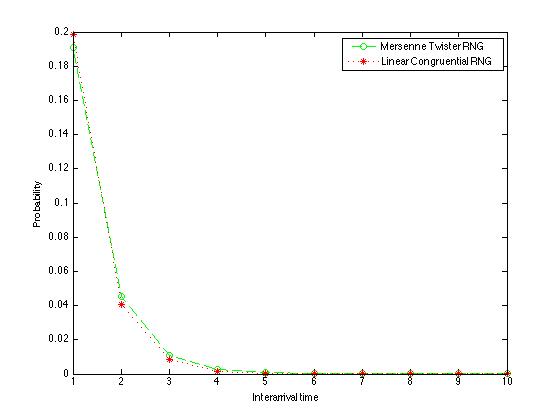 0.2
0.18
0.16
0.14
0.12
0.1
0.08
0.06
0.04
0.02
0
Probability
Mersenne Twister RNG
Linear Congruential RNG
1 2 3 4 5 6 7 8 9 10
Interarrival time